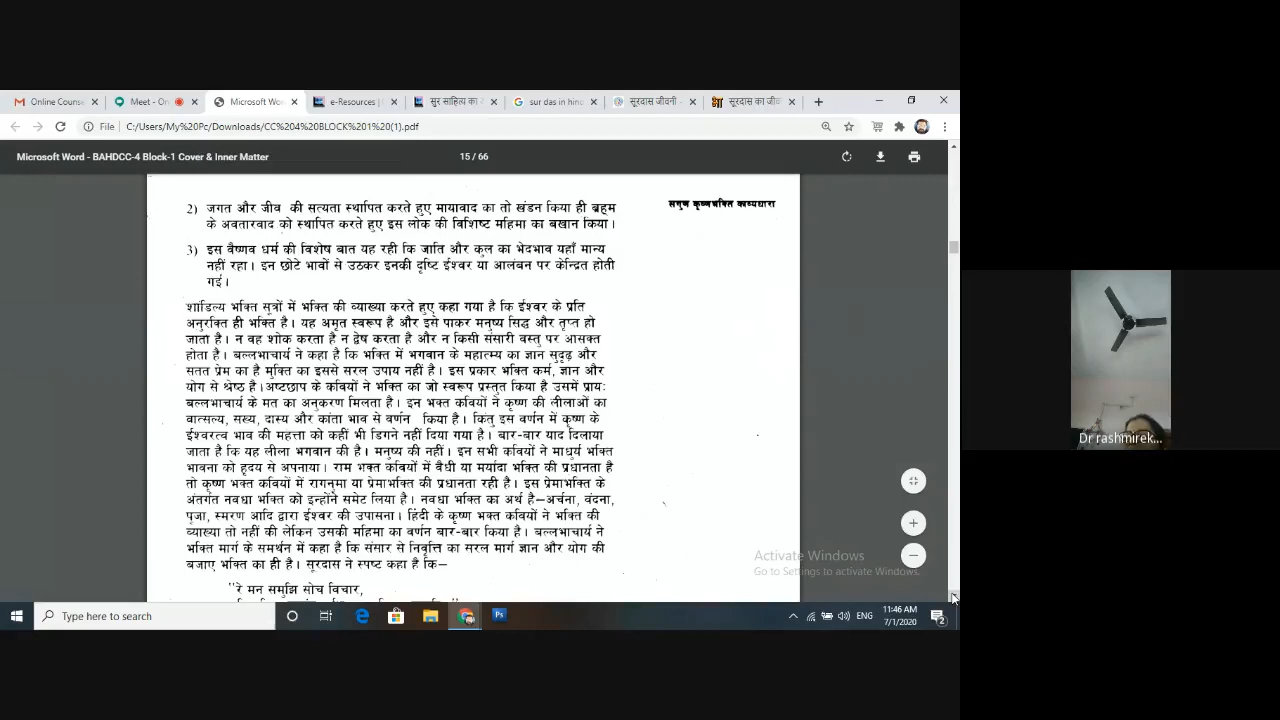 Online Couns
Meet - On
Microsoft Wo
e-Resources |
सुर साहित्य का
sur das in hind
सूरदास जीवनी -
सूरदास का जीव
File C:/Users/My%20Pc/Downloads/CC%204%20BLOCK%201%20(1).pdf
Microsoft Word - BAHDCC-4 Block-1 Cover & Inner Matter
15 / 66
सगुण कृष्णभक्ति काव्यधारा
2) जगत और जीव की सत्यता स्थापित करते हुए मायावाद का तो खंडन किया ही ब्रह्म
के अवतारवाद को स्थापित करते हुए इस लोक की विशिष्ट महिमा का बखान किया।
3) इस वैष्णव धर्म की विशेष बात यह रही कि जाति और कुल का भेदभाव यहाँ मान्य
नहीं रहा। इन छोटे भावों से उठकर इनकी दृष्टि ईश्वर या आलंबन पर केन्द्रित होती
गई।
शांडिल्य भक्ति सूत्रों में भक्ति की व्याख्या करते हुए कहा गया है कि ईश्वर के प्रति
अनुरक्ति ही भक्ति है। यह अमृत स्वरूप है और इसे पाकर मनुष्य सिद्ध और तृप्त हो
जाता है। न वह शोक करता है न द्वेष करता है और न किसी संसारी वस्तु पर आसक्त
होता है। बल्लभाचार्य ने कहा है कि भक्ति में भगवान के महात्म्य का ज्ञान सुदृढ़ और
सतत प्रेम का है मुक्ति का इससे सरल उपाय नहीं है। इस प्रकार भक्ति कर्म, ज्ञान और
योग से श्रेष्ठ है। अष्टछाप के कवियों ने भक्ति का जो स्वरूप प्रस्तुत किया है उसमें प्रायः
बल्लभाचार्य के मत का अनुकरण मिलता है। इन भक्त कवियों ने कृष्ण की लीलाओं का
वात्सल्य, सख्य, दास्य और कांता भाव से वर्णन किया है। किंतु इस वर्णन में कृष्ण के
ईश्वरत्व भाव की महत्ता को कहीं भी डिगने नहीं दिया गया है। बार-बार याद दिलाया
जाता है कि यह लीला भगवान की है। मनुष्य की नहीं। इन सभी कवियों ने माधुर्य भक्ति
भावना को हृदय से अपनाया। राम भक्त कवियों में वैधी या मर्यादा भक्ति की प्रधानता है
तो कृष्ण भक्त कवियों में रागनुमा या प्रेमाभक्ति की प्रधानता रही है। इस प्रेमाभक्ति के
अंतर्गत नवधा भक्ति को इन्होंने समेट लिया है। नवधा भक्ति का अर्थ है—अर्चना, वंदना,
पूजा, स्मरण आदि द्वारा ईश्वर की उपासना। हिंदी के कृष्ण भक्त कवियों ने भक्ति की
व्याख्या तो नहीं की लेकिन उसकी महिमा का वर्णन बार-बार किया है। बल्लभाचार्य ने
भक्ति मार्ग के समर्थन में कहा है कि संसार से निवृत्ति का सरल मार्ग ज्ञान और योग की
बजाए भक्ति का ही है। सूरदास ने स्पष्ट कहा है कि—
"रे मन समुझि सोच विचार,
Activate Windows
Go to Settings to activate Windows.
Dr rashmirek...
Type here to search
ENG
11:46 AM
7/1/2020
2
Ps